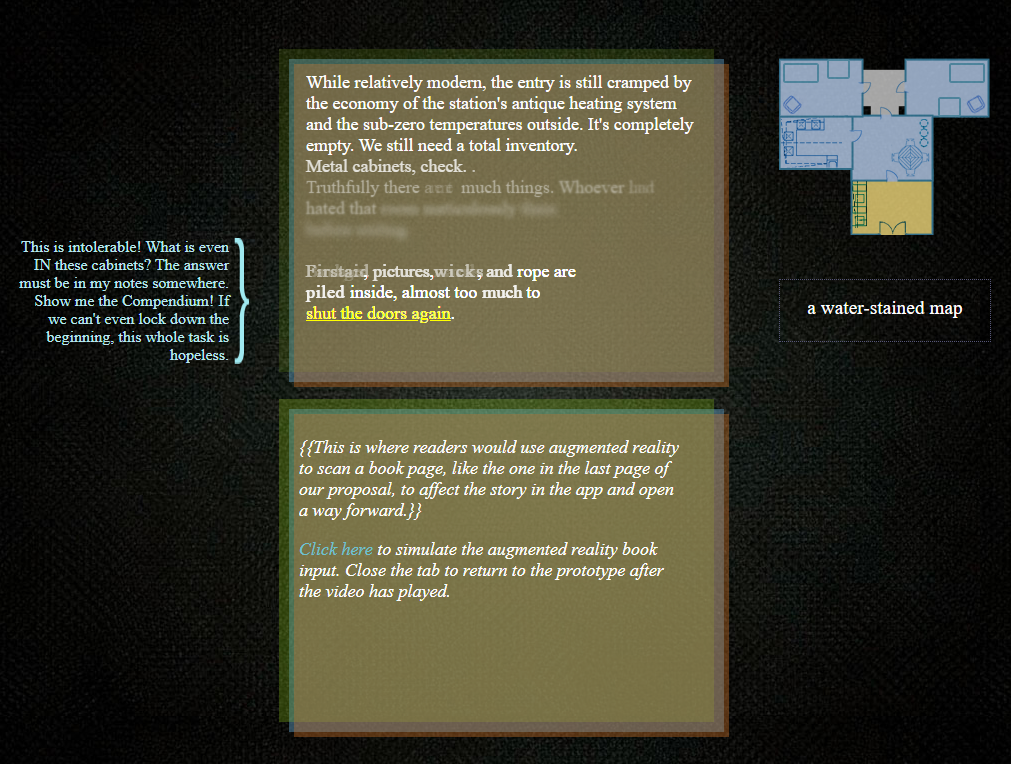 While relatively modern, the entry is still cramped by
the economy of the station's antique heating system
and the sub-zero temperatures outside. It's completely
empty. We still need a total inventory.
Metal cabinets, check. .
Truthfully there much things. Whoever had
hated that
pictures, wicks, and rope are
piled inside, almost too much to
shut the doors again.
This is intolerable! What is even
IN these cabinets? The answer
must be in my notes somewhere.
Show me the Compendium! If
we can't even lock down the
beginning, this whole task is
hopeless.
a water-stained map
{{This is where readers would use augmented reality
to scan a book page, like the one in the last page of
our proposal, to affect the story in the app and open
a way forward.}}
Click here to simulate the augmented reality book
input. Close the tab to return to the prototype after
the video has played.